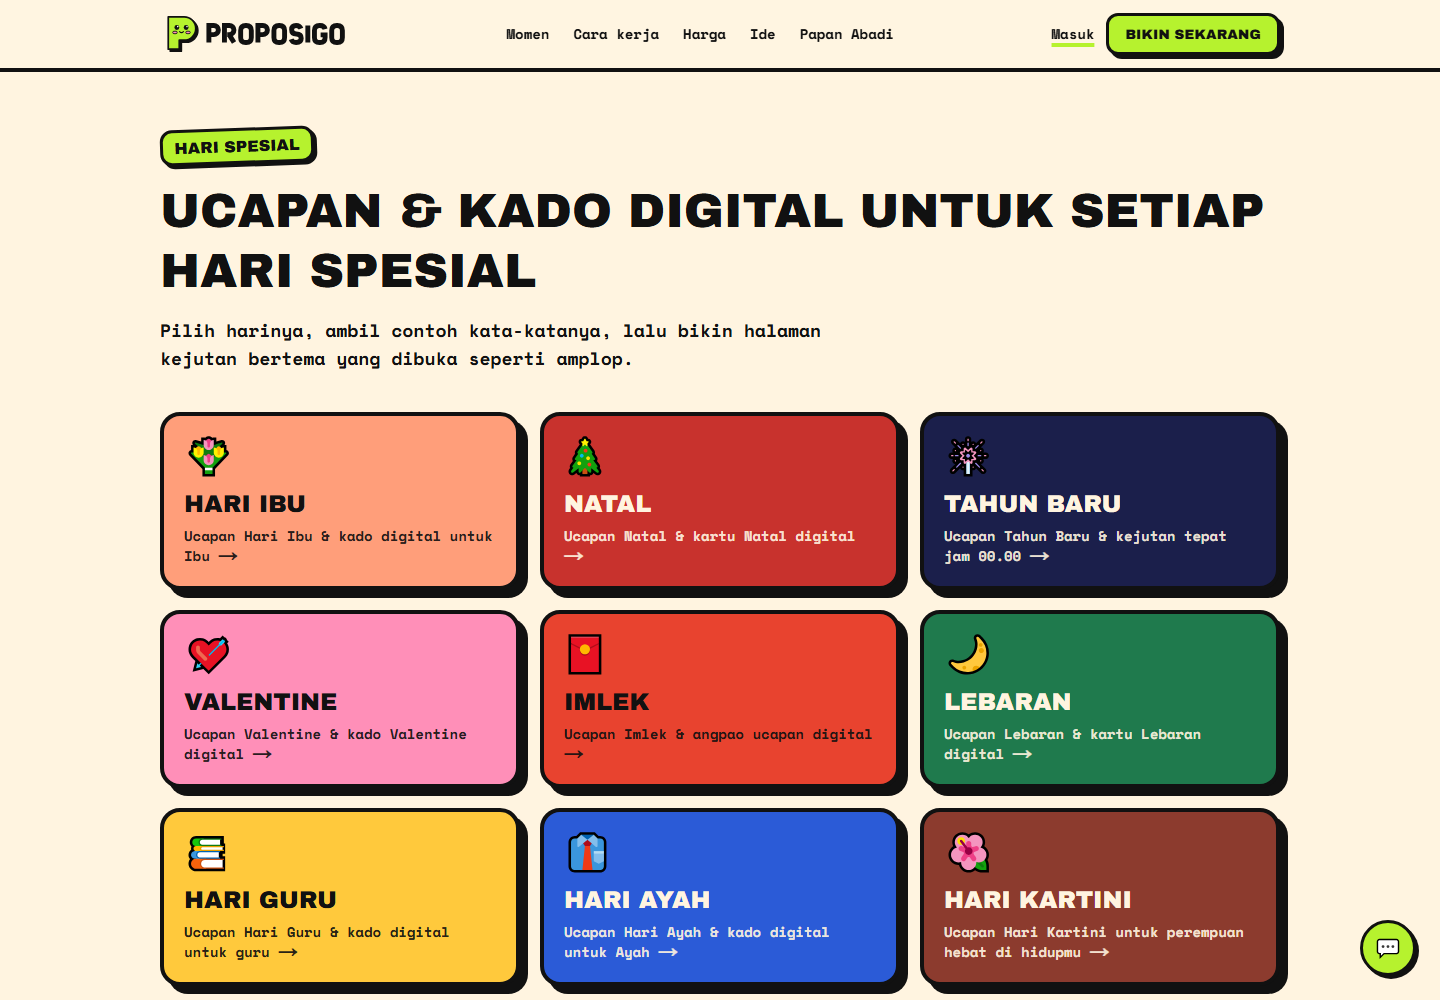 PROPOSIGO
Momen Cara kerja Harga Ide Papan Abadi
Masuk
BIKIN SEKARANG
HARI SPESIAL
UCAPAN & KADO DIGITAL UNTUK SETIAP
HARI SPESIAL
Pilih harinya, ambil contoh kata-katanya, lalu bikin halaman
kejutan bertema yang dibuka seperti amplop.
HARI IBU
Ucapan Hari Ibu & kado digital untuk
Ibu →
NATAL
Ucapan Natal & kartu Natal digital
→
TAHUN BARU
Ucapan Tahun Baru & kejutan tepat
jam 00.00 →
VALENTINE
Ucapan Valentine & kado Valentine
digital →
IMLEK
Ucapan Imlek & angpao ucapan digital
→
LEBARAN
Ucapan Lebaran & kartu Lebaran
digital →
HARI GURU
Ucapan Hari Guru & kado digital
untuk guru →
HARI AYAH
Ucapan Hari Ayah & kado digital
untuk Ayah →
HARI KARTINI
Ucapan Hari Kartini untuk perempuan
hebat di hidupmu →